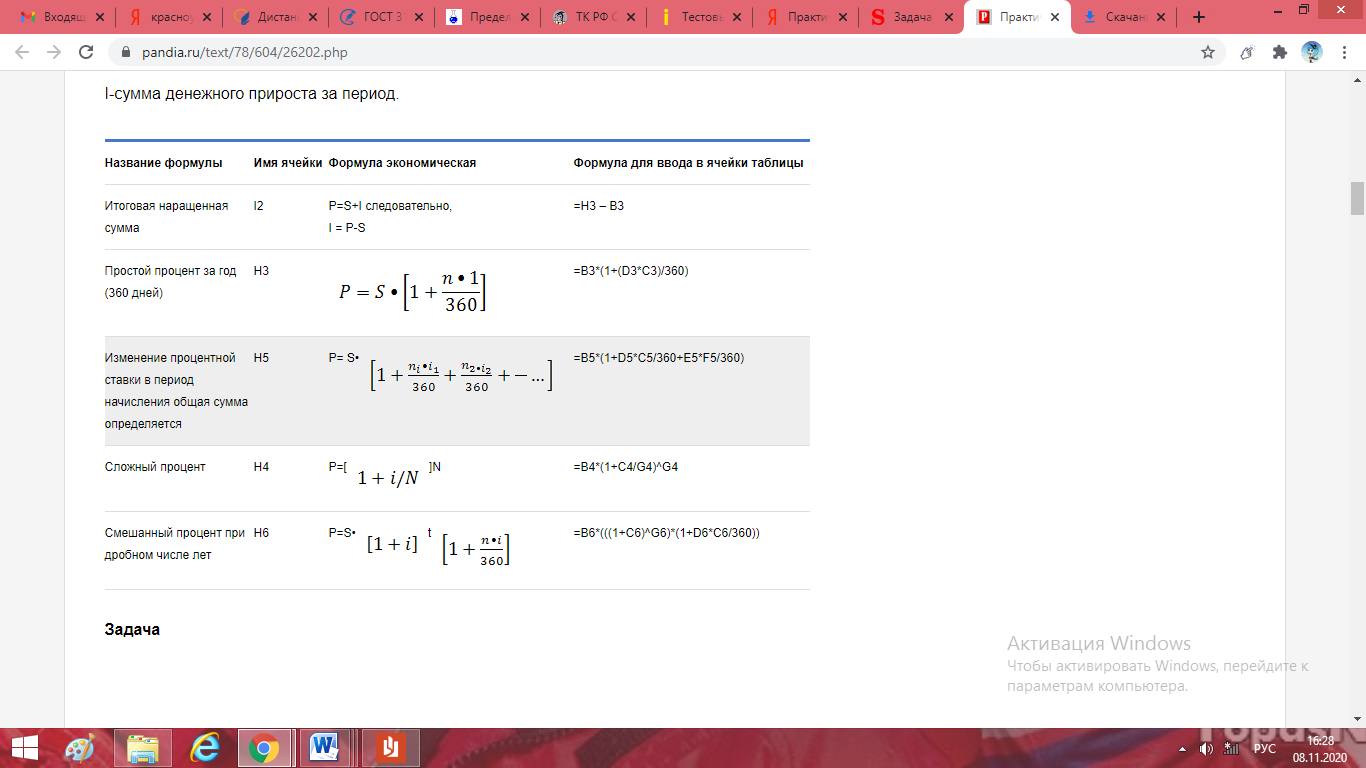 Входящ
красноу
Дистан
ГОСТ 3
Предел
ТК РФ С
Тестовы
Практи
Задача
Практи
Скачан
pandia.ru/text/78/604/26202.php
I-сумма денежного прироста за период.
Название формулы Имя ячейки Формула экономическая Формула для ввода в ячейки таблицы
Итоговая наращенная I2 P=S+I следовательно, =H3 – B3
сумма I = P-S
Простой процент за год H3 P = S • [1 + n • 1 / 360] =B3*(1+(D3*C3)/360)
(360 дней)
Изменение процентной H5 P= S• [1 + nᵢ•i₁/360 + n₂•i₂/360 + − ...] =B5*(1+D5*C5/360+E5*F5/360)
ставки в период
начисления общая сумма
определяется
Сложный процент H4 P=[ 1 + i/N ]N =B4*(1+C4/G4)^G4
Смешанный процент при H6 P=S• [1 + i] t [1 + n•i/360] =B6*(((1+C6)^G6)*(1+D6*C6/360))
дробном числе лет
Задача
Активация Windows
Чтобы активировать Windows, перейдите к
параметрам компьютера.
РУС
16:28
08.11.2020